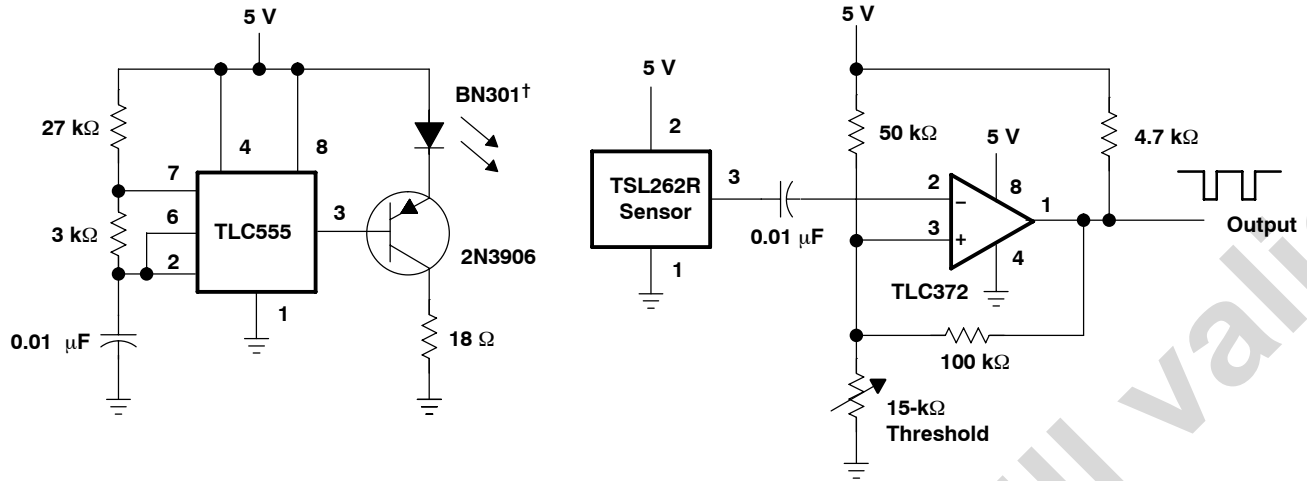 5 V
27 kΩ
3 kΩ
0.01 μF
7
6
2
4
8
TLC555
3
1
BN301†
2N3906
18 Ω
5 V
2
TSL262R
Sensor
3
1
0.01 μF
5 V
50 kΩ
4.7 kΩ
5 V
8
2
3
−
+
1
4
TLC372
Output
100 kΩ
15-kΩ
Threshold
ill vali